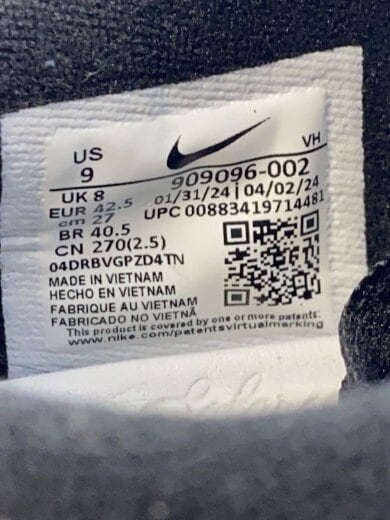 VH
US
9
909096-002
UK 8
01/31/24 | 04/02/24
EUR 42.5
UPC 00883419714481
cm 27
BR 40.5
CN 270(2.5)
04DRBVGPZD4TN
MADE IN VIETNAM
HECHO EN VIETNAM
FABRIQUE AU VIETNAM
FABRICADO NO VIETNÃ
This product is covered by one or more patents:
www.nike.com/patentsvirtualmarking